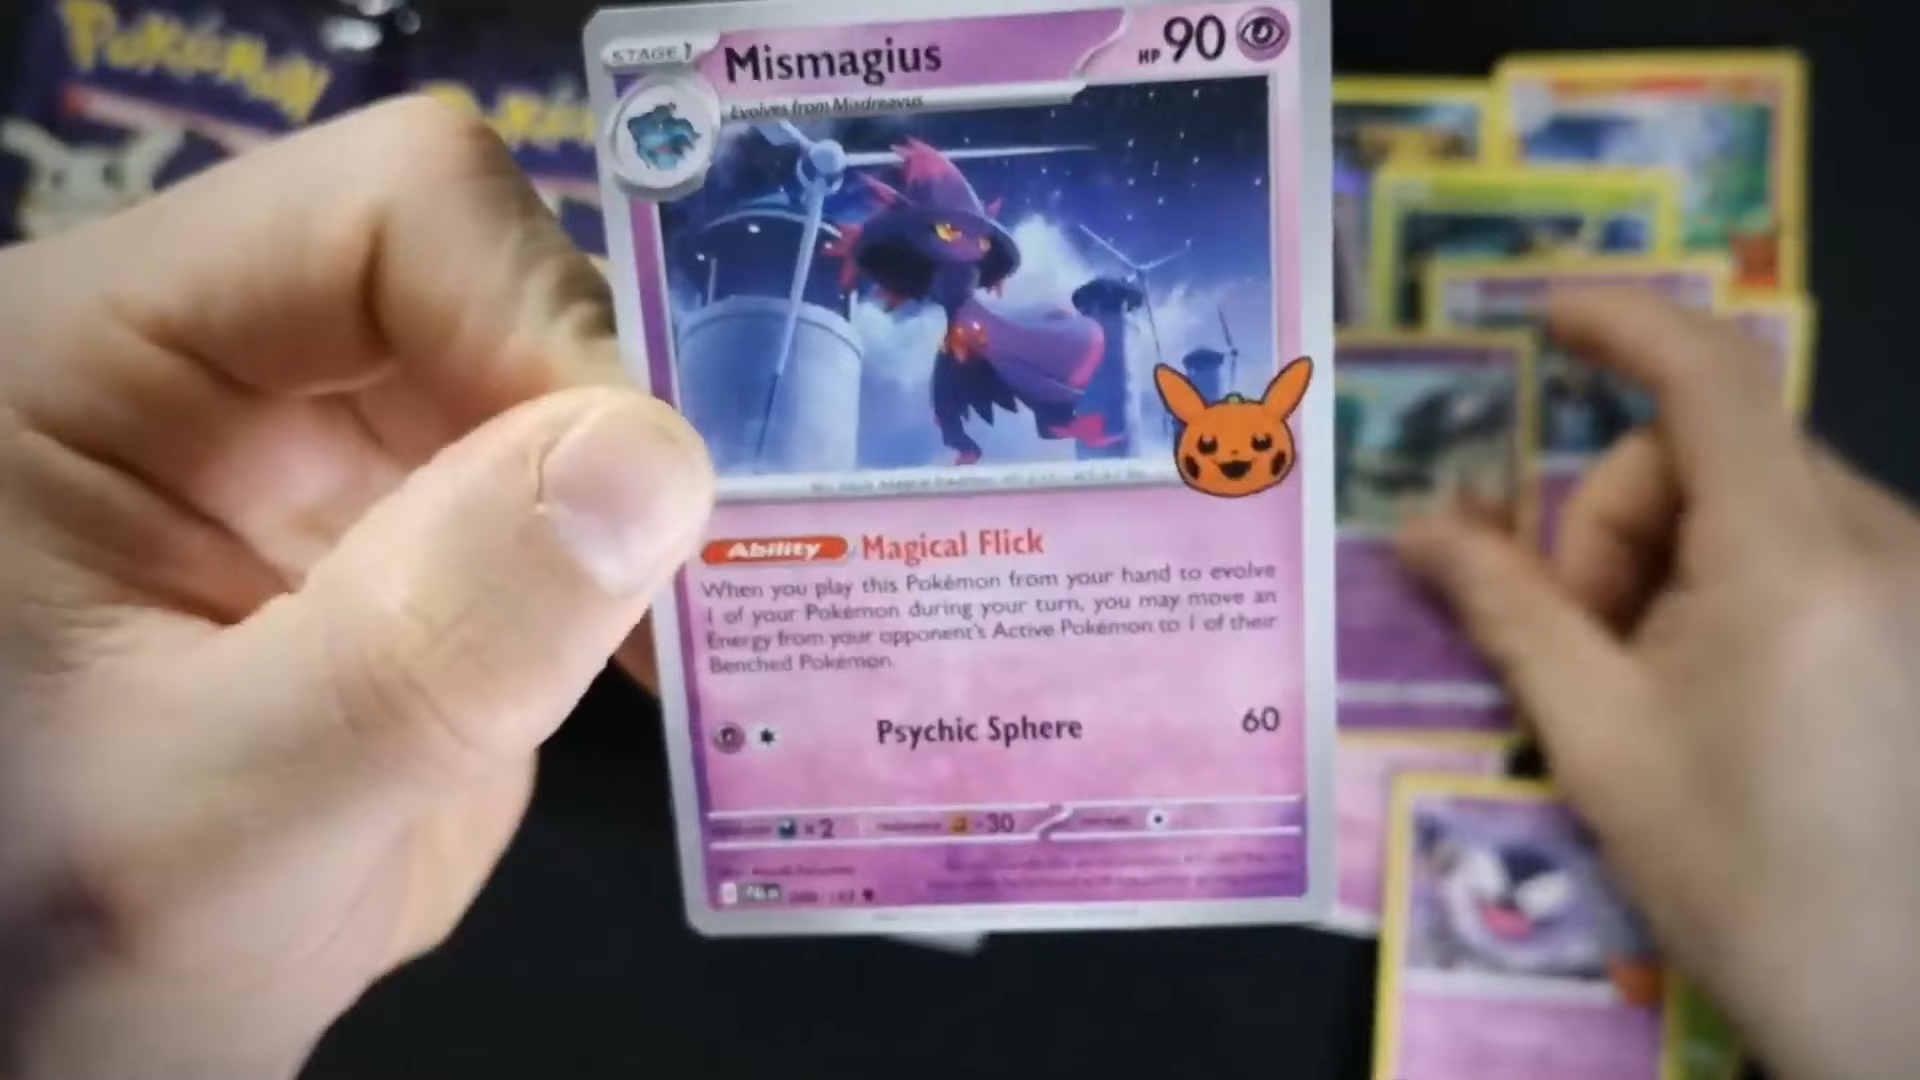 Pokémon
STAGE 1
Mismagius
HP 90
Evolves from Misdreavus
Ability Magical Flick
When you play this Pokémon from your hand to evolve
1 of your Pokémon during your turn, you may move an
Energy from your opponent's Active Pokémon to 1 of their
Benched Pokémon.
Psychic Sphere 60
×2 -30